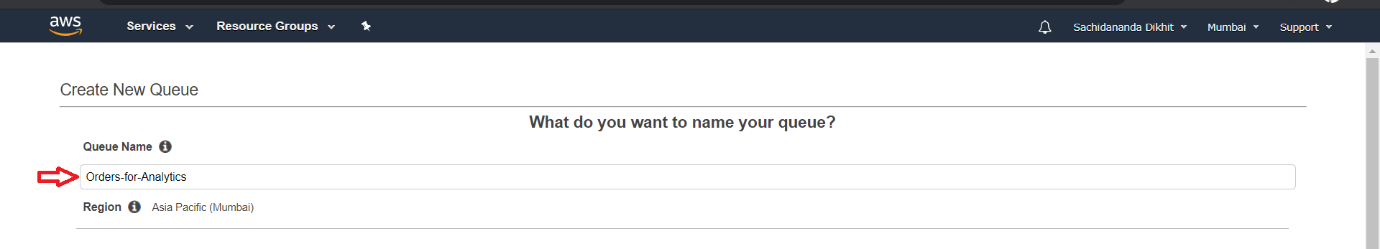 aws Services Resource Groups Sachidananda Dikhit Mumbai Support
Create New Queue
What do you want to name your queue?
Queue Name
Orders-for-Analytics
Region Asia Pacific (Mumbai)